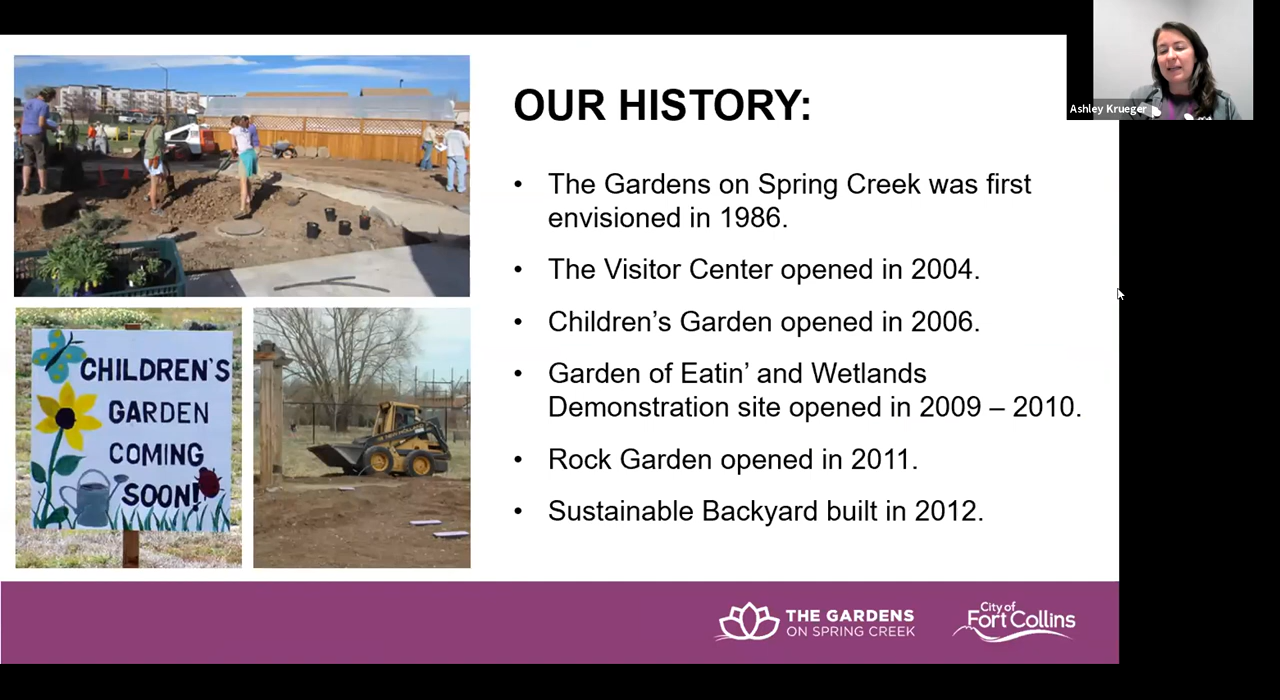 Ashley Krueger
OUR HISTORY:
• The Gardens on Spring Creek was first
envisioned in 1986.
• The Visitor Center opened in 2004.
• Children’s Garden opened in 2006.
• Garden of Eatin’ and Wetlands
Demonstration site opened in 2009 – 2010.
• Rock Garden opened in 2011.
• Sustainable Backyard built in 2012.
CHILDREN'S
GARDEN
COMING
SOON!
THE GARDENS
ON SPRING CREEK
City of
Fort Collins